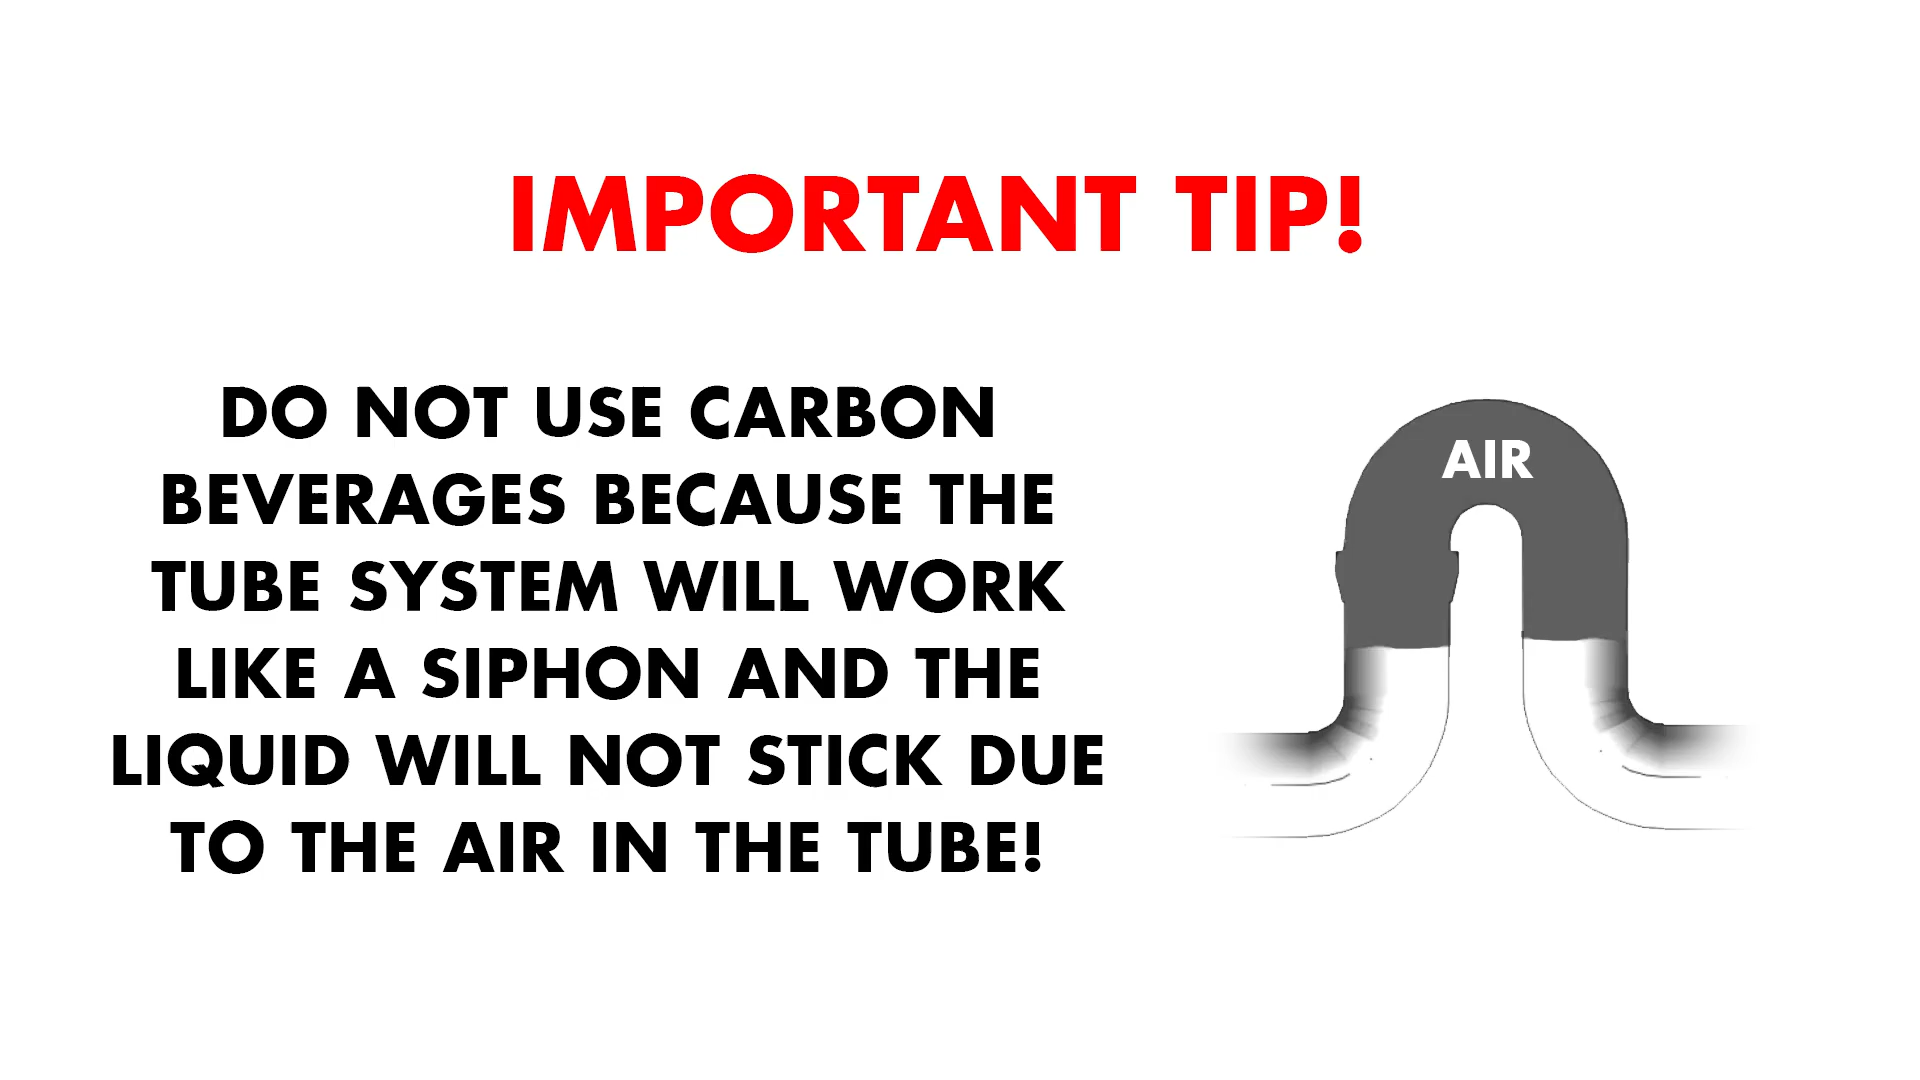 IMPORTANT TIP!
DO NOT USE CARBON
BEVERAGES BECAUSE THE
TUBE SYSTEM WILL WORK
LIKE A SIPHON AND THE
LIQUID WILL NOT STICK DUE
TO THE AIR IN THE TUBE!
AIR